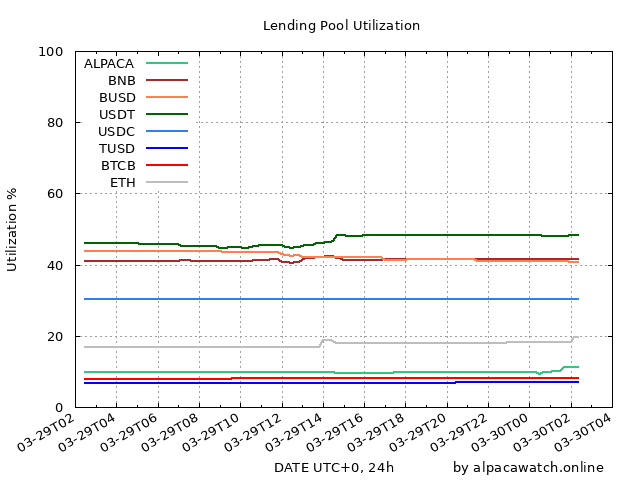 Lending Pool Utilization
Utilization %
100
80
60
40
20
0
ALPACA
BNB
BUSD
USDT
USDC
TUSD
BTCB
ETH
03-29T02
03-29T04
03-29T06
03-29T08
03-29T10
03-29T12
03-29T14
03-29T16
03-29T18
03-29T20
03-29T22
03-30T00
03-30T02
03-30T04
DATE UTC+0, 24h
by alpacawatch.online